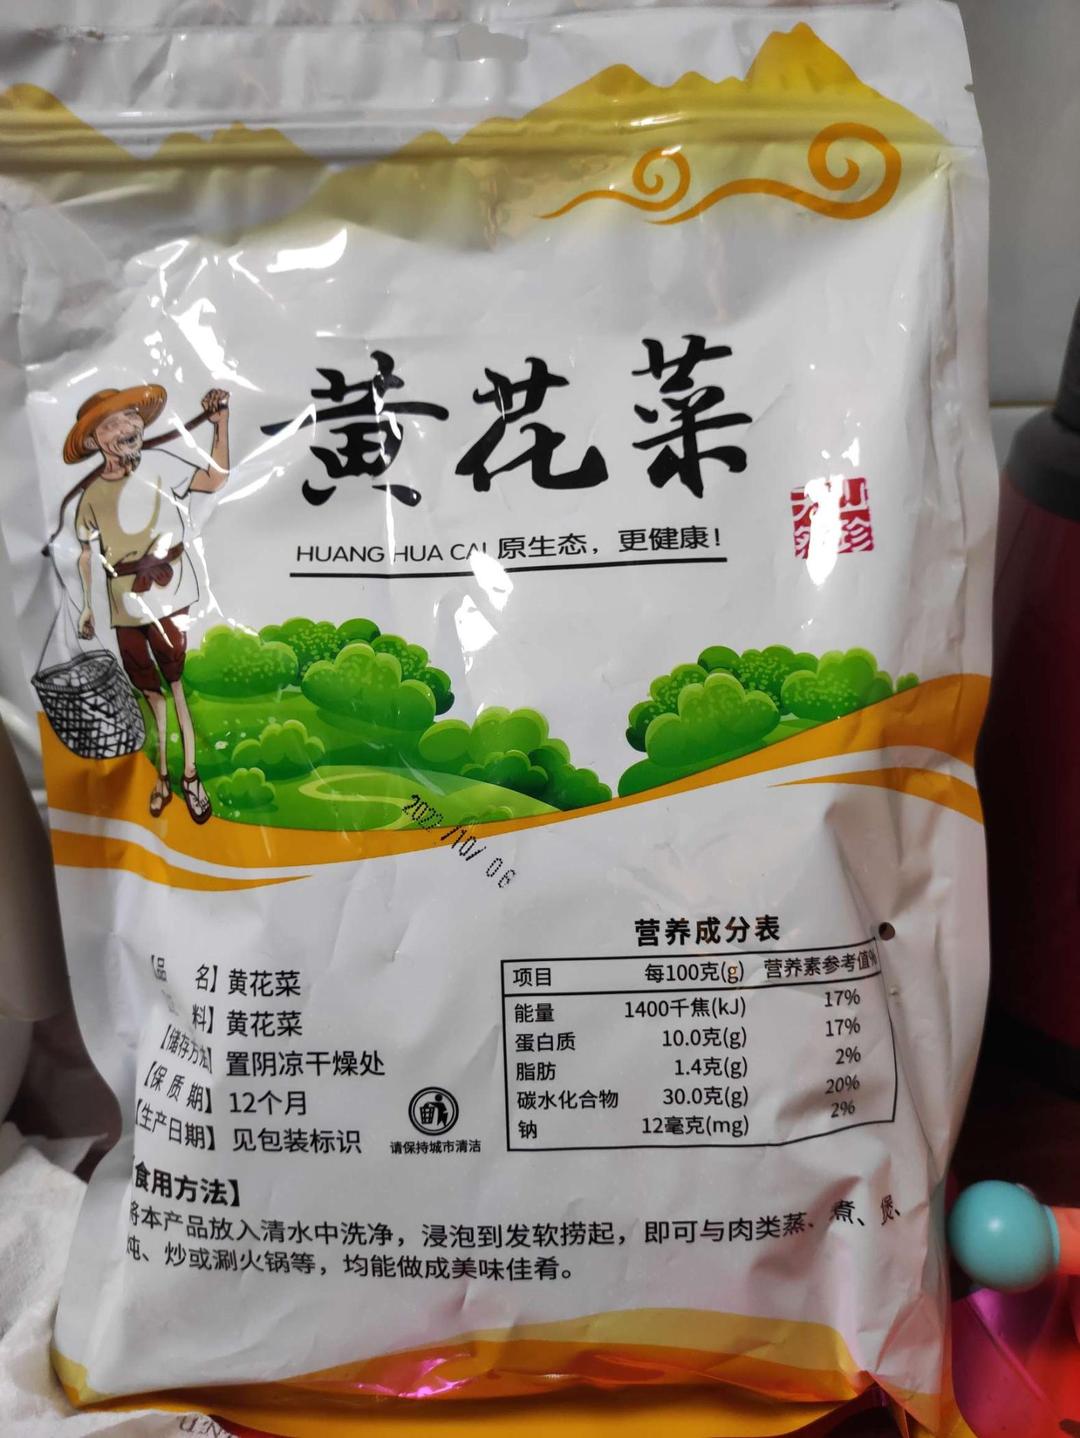 黄花菜
HUANG HUA CAI 原生态，更健康！
山
珍
2022/10/06
【品 名】黄花菜
料】黄花菜
【储存方法】置阴凉干燥处
【保质期】12个月
【生产日期】见包装标识
请保持城市清洁
营养成分表
项目 每100克(g) 营养素参考值%
能量 1400千焦(kJ) 17%
蛋白质 10.0克(g) 17%
脂肪 1.4克(g) 2%
碳水化合物 30.0克(g) 20%
钠 12毫克(mg) 2%
【食用方法】
将本产品放入清水中洗净，浸泡到发软捞起，即可与肉类蒸、煮、煲、
炖、炒或涮火锅等，均能做成美味佳肴。